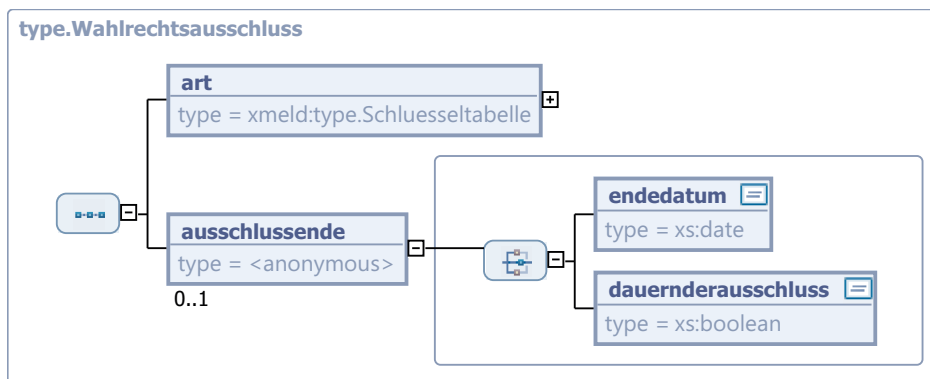 type.Wahlrechtsausschluss
art
type = xmeld:type.Schluesseltabelle
ausschlussende
type = <anonymous>
0..1
endedatum
type = xs:date
dauernderausschluss
type = xs:boolean